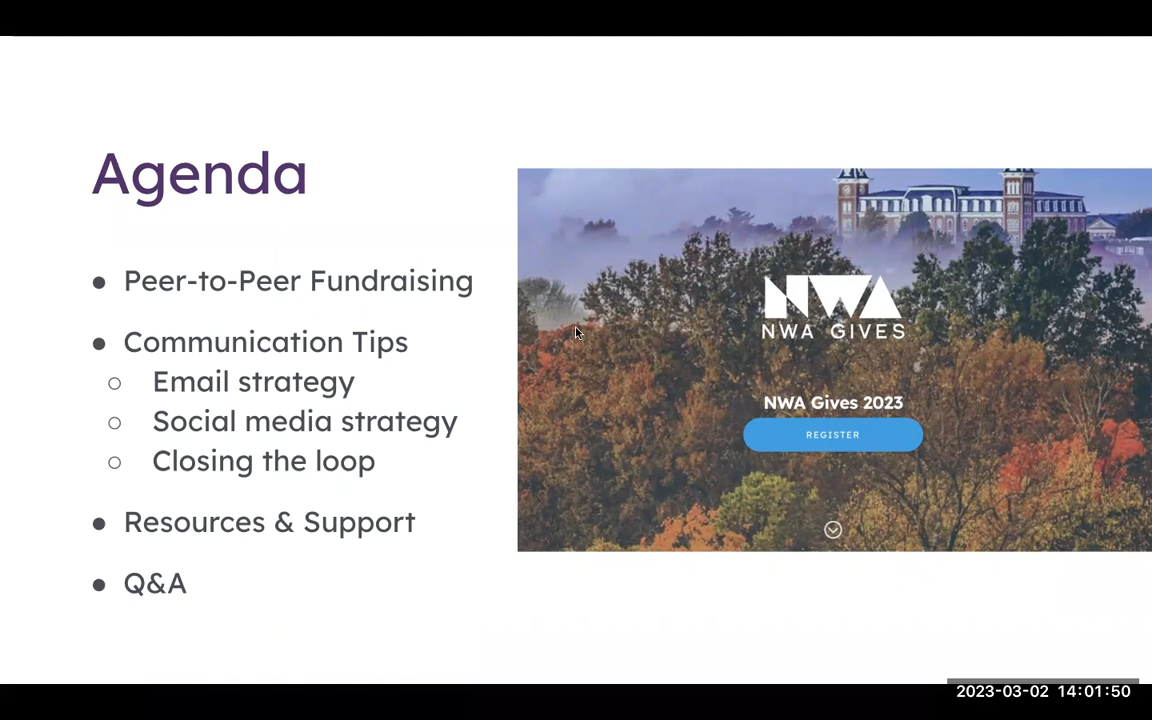 Agenda
● Peer-to-Peer Fundraising
● Communication Tips
○ Email strategy
○ Social media strategy
○ Closing the loop
● Resources & Support
● Q&A
NWA
NWA GIVES
NWA Gives 2023
REGISTER
2023-03-02 14:01:50